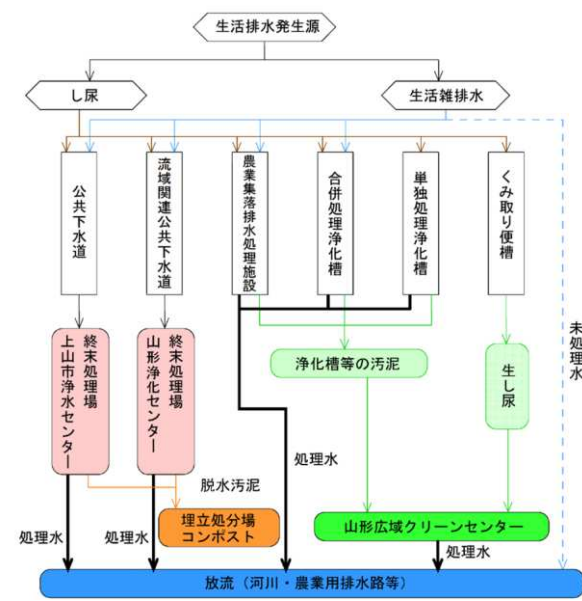 生活排水発生源
し尿
生活雑排水
公共下水道
流域関連公共下水道
農業集落排水処理施設
合併処理浄化槽
単独処理浄化槽
くみ取り便槽
未処理水
終末処理場
上山市浄水センター
終末処理場
山形浄化センター
浄化槽等の汚泥
生し尿
処理水
脱水汚泥
埋立処分場
コンポスト
山形広域クリーンセンター
処理水
処理水
処理水
放流（河川・農業用排水路等）